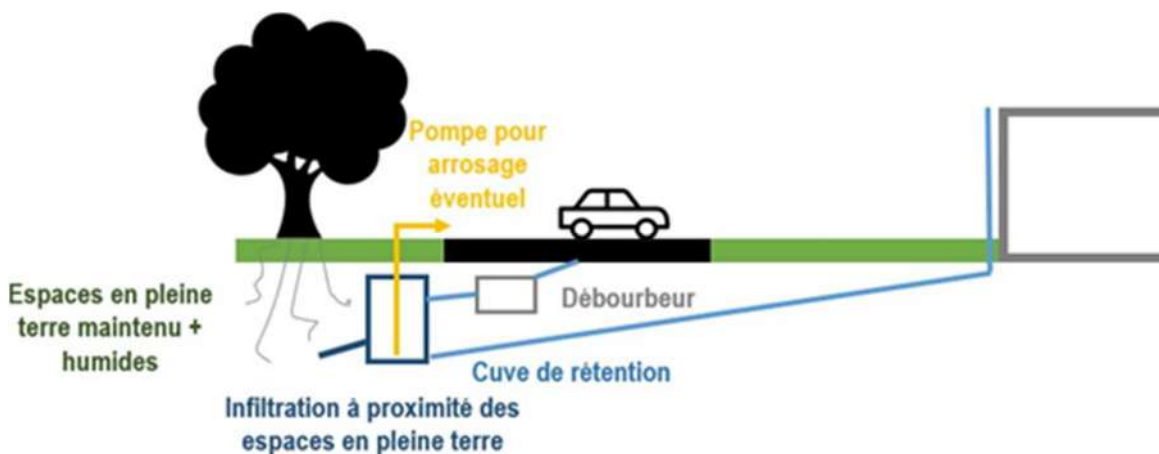 Pompe pour
arrosage
éventuel
Espaces en pleine
terre maintenu +
humides
Débourbeur
Cuve de rétention
Infiltration à proximité des
espaces en pleine terre